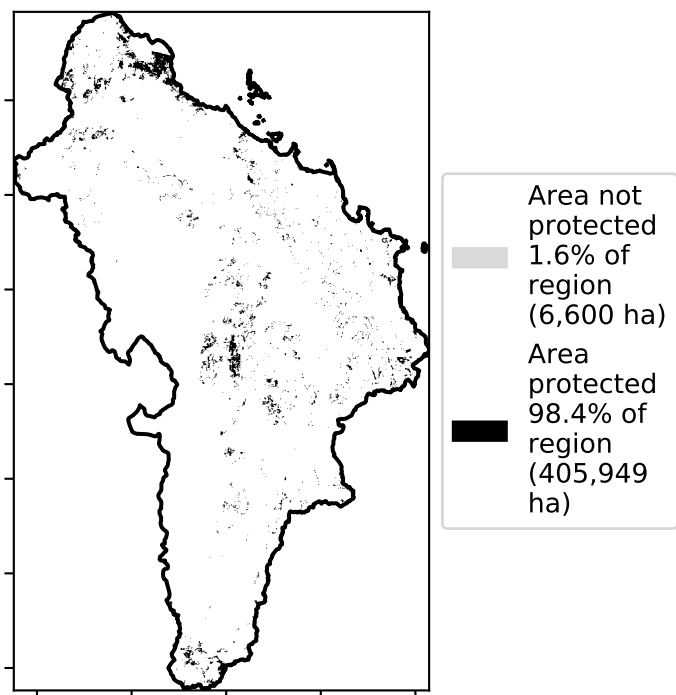 Area not
protected
1.6% of
region
(6,600 ha)
Area
protected
98.4% of
region
(405,949
ha)